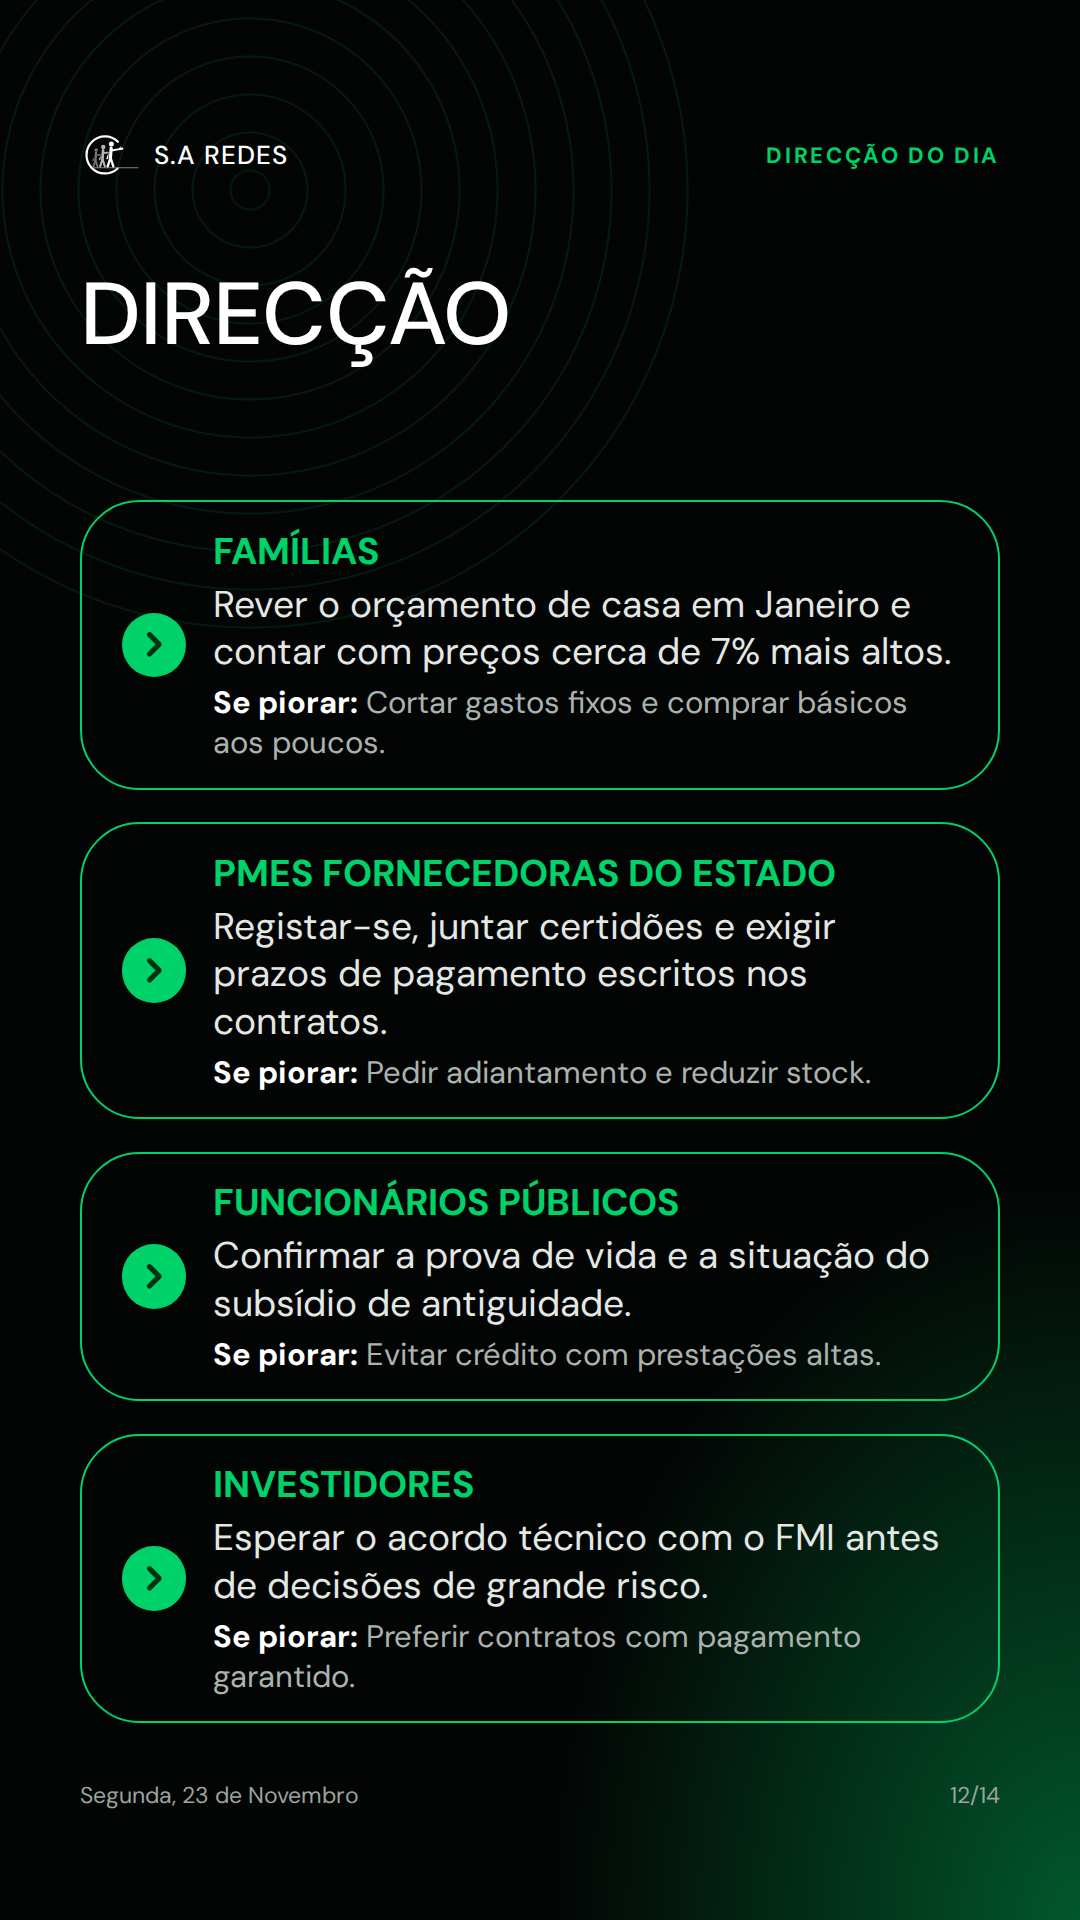 S.A REDES
DIRECÇÃO DO DIA
DIRECÇÃO
FAMÍLIAS
Rever o orçamento de casa em Janeiro e
contar com preços cerca de 7% mais altos.
Se piorar: Cortar gastos fixos e comprar básicos
aos poucos.
PMES FORNECEDORAS DO ESTADO
Registar-se, juntar certidões e exigir
prazos de pagamento escritos nos
contratos.
Se piorar: Pedir adiantamento e reduzir stock.
FUNCIONÁRIOS PÚBLICOS
Confirmar a prova de vida e a situação do
subsídio de antiguidade.
Se piorar: Evitar crédito com prestações altas.
INVESTIDORES
Esperar o acordo técnico com o FMI antes
de decisões de grande risco.
Se piorar: Preferir contratos com pagamento
garantido.
Segunda, 23 de Novembro
12/14